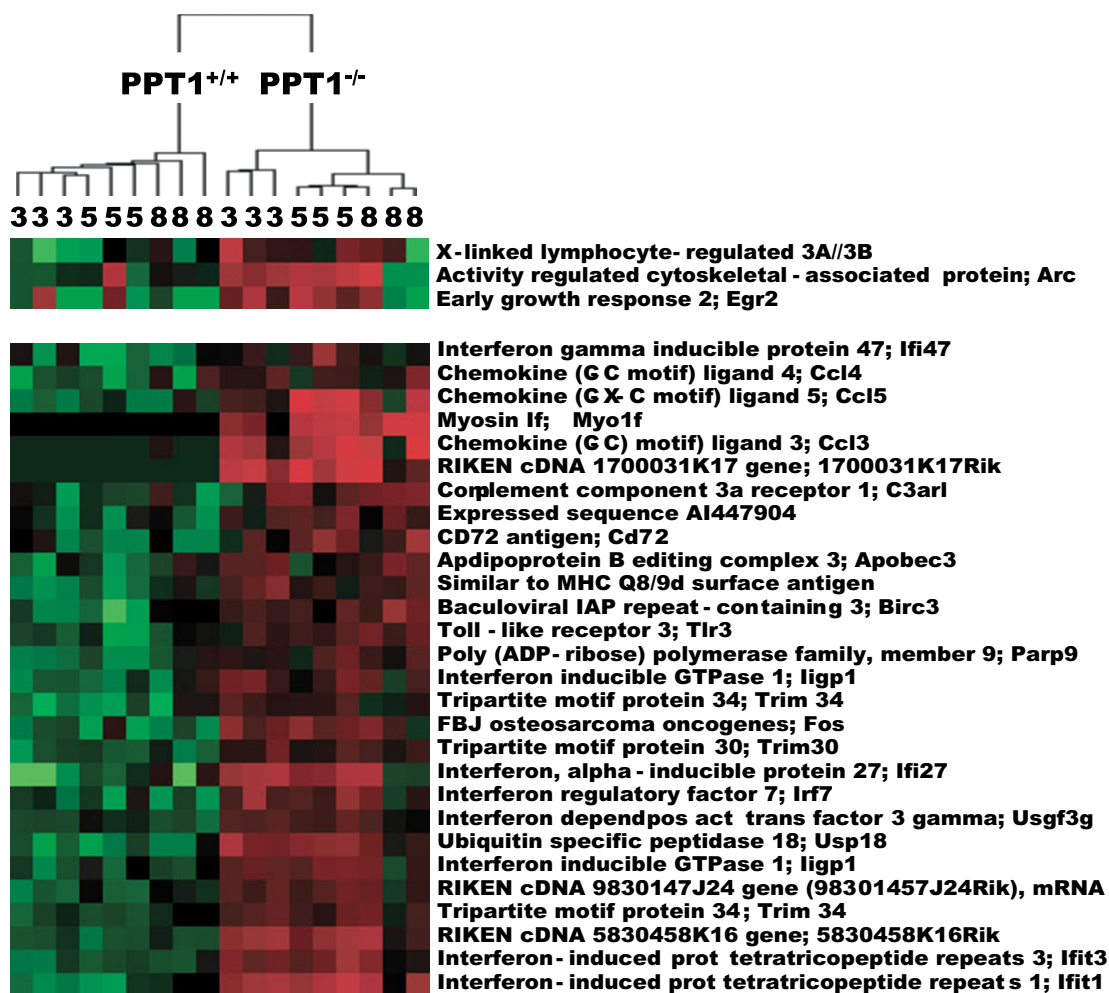 PPT1+/+ PPT1-/-
3 3 3 5 5 5 8 8 8 3 3 3 5 5 5 8 8 8
X-linked lymphocyte- regulated 3A//3B
Activity regulated cytoskeletal - associated protein; Arc
Early growth response 2; Egr2
Interferon gamma inducible protein 47; Ifi47
Chemokine (G C motif) ligand 4; Ccl4
Chemokine (G X- C motif) ligand 5; Ccl5
Myosin If; Myo1f
Chemokine (G C) motif) ligand 3; Ccl3
RIKEN cDNA 1700031K17 gene; 1700031K17Rik
Complement component 3a receptor 1; C3arl
Expressed sequence AI447904
CD72 antigen; Cd72
Apdipoprotein B editing complex 3; Apobec3
Similar to MHC Q8/9d surface antigen
Baculoviral IAP repeat - containing 3; Birc3
Toll - like receptor 3; Tlr3
Poly (ADP- ribose) polymerase family, member 9; Parp9
Interferon inducible GTPase 1; Iigp1
Tripartite motif protein 34; Trim 34
FBJ osteosarcoma oncogenes; Fos
Tripartite motif protein 30; Trim30
Interferon, alpha - inducible protein 27; Ifi27
Interferon regulatory factor 7; Irf7
Interferon dependpos act trans factor 3 gamma; Usgf3g
Ubiquitin specific peptidase 18; Usp18
Interferon inducible GTPase 1; Iigp1
RIKEN cDNA 9830147J24 gene (98301457J24Rik), mRNA
Tripartite motif protein 34; Trim 34
RIKEN cDNA 5830458K16 gene; 5830458K16Rik
Interferon- induced prot tetratricopeptide repeats 3; Ifit3
Interferon- induced prot tetratricopeptide repeats 1; Ifit1